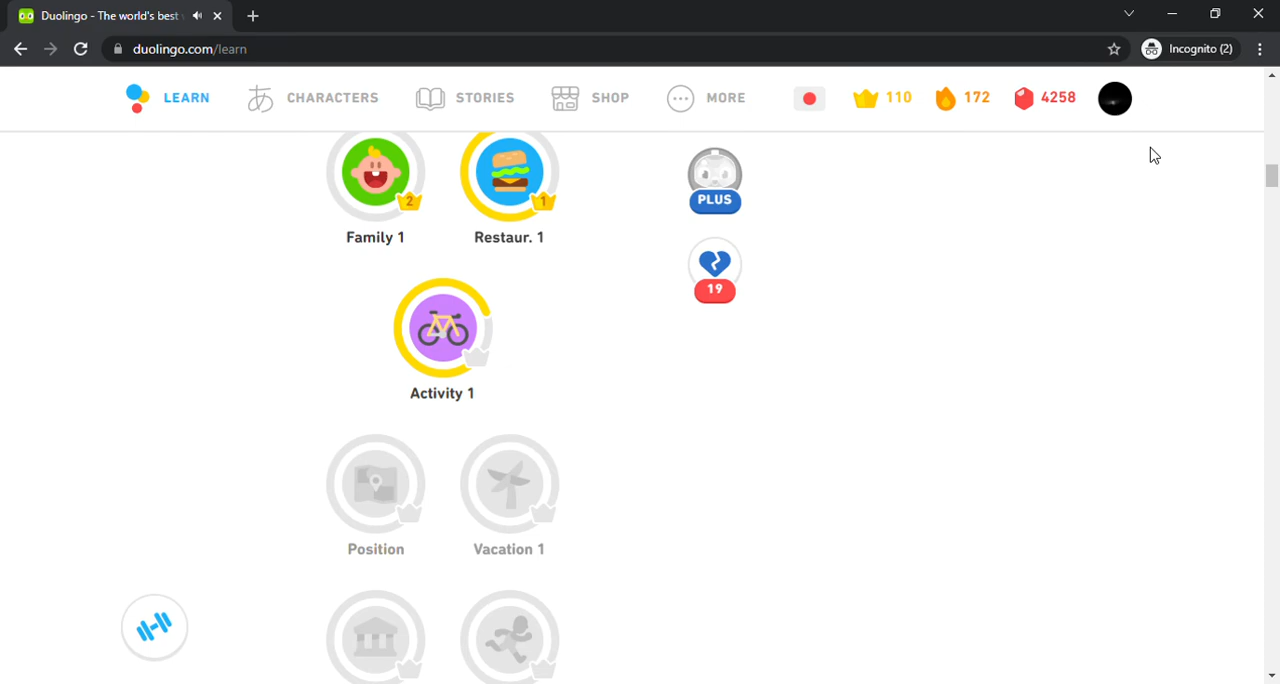 Duolingo - The world's best
duolingo.com/learn
Incognito (2)
LEARN
あ CHARACTERS
STORIES
SHOP
MORE
110
172
4258
2
1
PLUS
Family 1
Restaur. 1
19
Activity 1
Position
Vacation 1